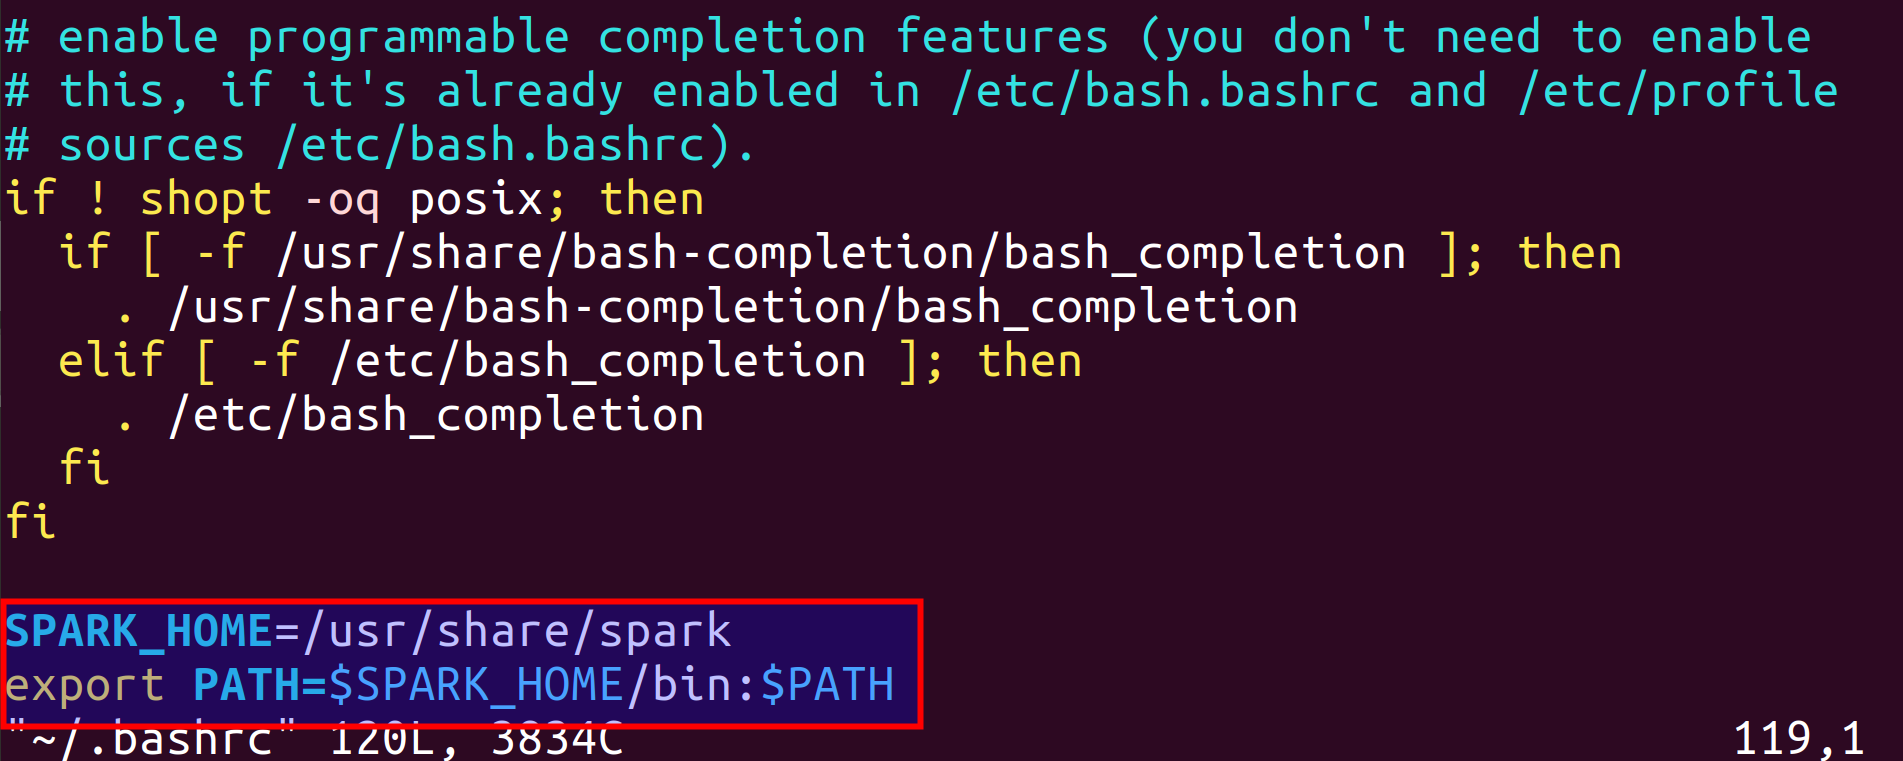 # enable programmable completion features (you don't need to enable
# this, if it's already enabled in /etc/bash.bashrc and /etc/profile
# sources /etc/bash.bashrc).
if ! shopt -oq posix; then
  if [ -f /usr/share/bash-completion/bash_completion ]; then
    . /usr/share/bash-completion/bash_completion
  elif [ -f /etc/bash_completion ]; then
    . /etc/bash_completion
  fi
fi
SPARK_HOME=/usr/share/spark
export PATH=$SPARK_HOME/bin:$PATH
"~/.bashrc" 120L, 3834C 119,1